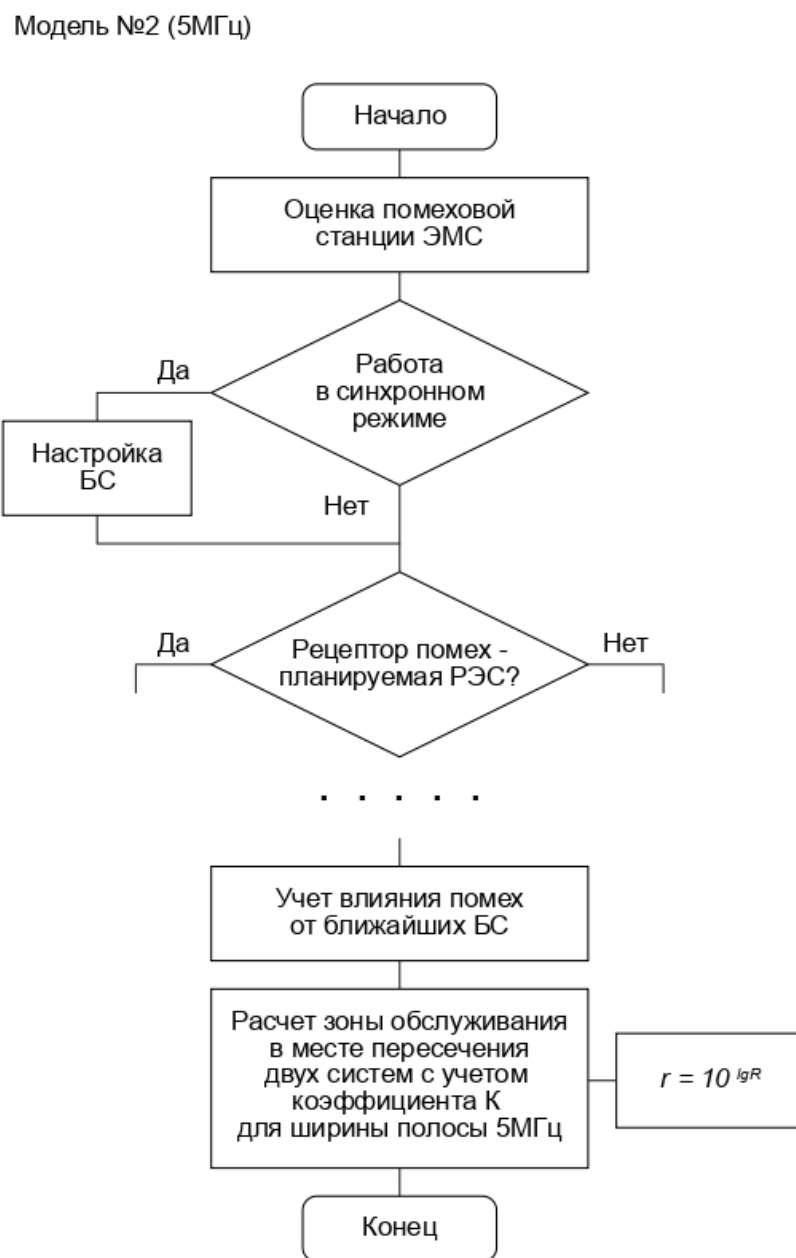 Модель №2 (5МГц)
Начало
Оценка помеховой
станции ЭМС
Да
Работа
в синхронном
режиме
Настройка
БС
Нет
Да
Рецептор помех -
планируемая РЭС?
Нет
. . . . .
Учет влияния помех
от ближайших БС
Расчет зоны обслуживания
в месте пересечения
двух систем с учетом
коэффициента К
для ширины полосы 5МГц
r = 10 lgR
Конец